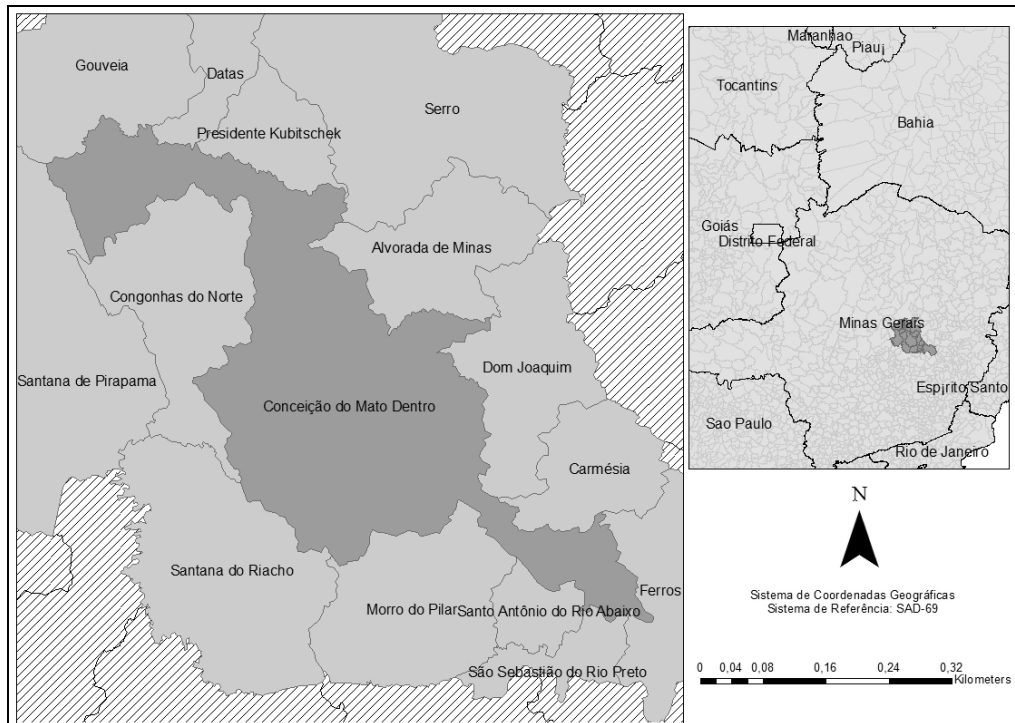 Gouveia
Datas
Serro
Presidente Kubitschek
Alvorada de Minas
Congonhas do Norte
Dom Joaquim
Santana de Pirapama
Conceição do Mato Dentro
Carmésia
Santana do Riacho
Ferros
Morro do Pilar
Santo Antônio do Rio Abaixo
São Sebastião do Rio Preto
Maranhao
Piau¡
Tocantins
Bahia
Goiás
Distrito Federal
Minas Gerais
Esp¡rito Santo
Sao Paulo
Rio de Janeiro
N
Sistema de Coordenadas Geográficas
Sistema de Referência: SAD-69
0 0,04 0,08 0,16 0,24 0,32
Kilometers